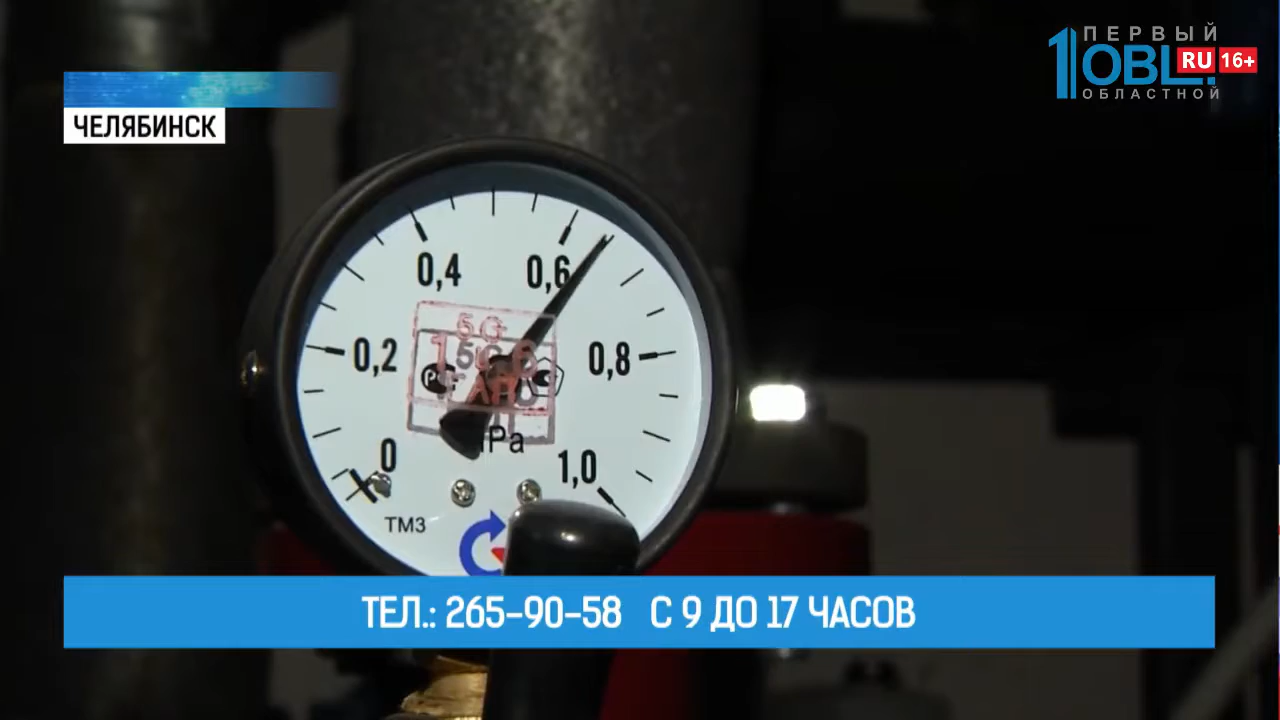 ПЕРВЫЙ
1OBL.
RU 16+
ОБЛАСТНОЙ
ЧЕЛЯБИНСК
0,4
0,6
0,2
0,8
0
1,0
ТМЗ
ТЕЛ.: 265-90-58 С 9 ДО 17 ЧАСОВ